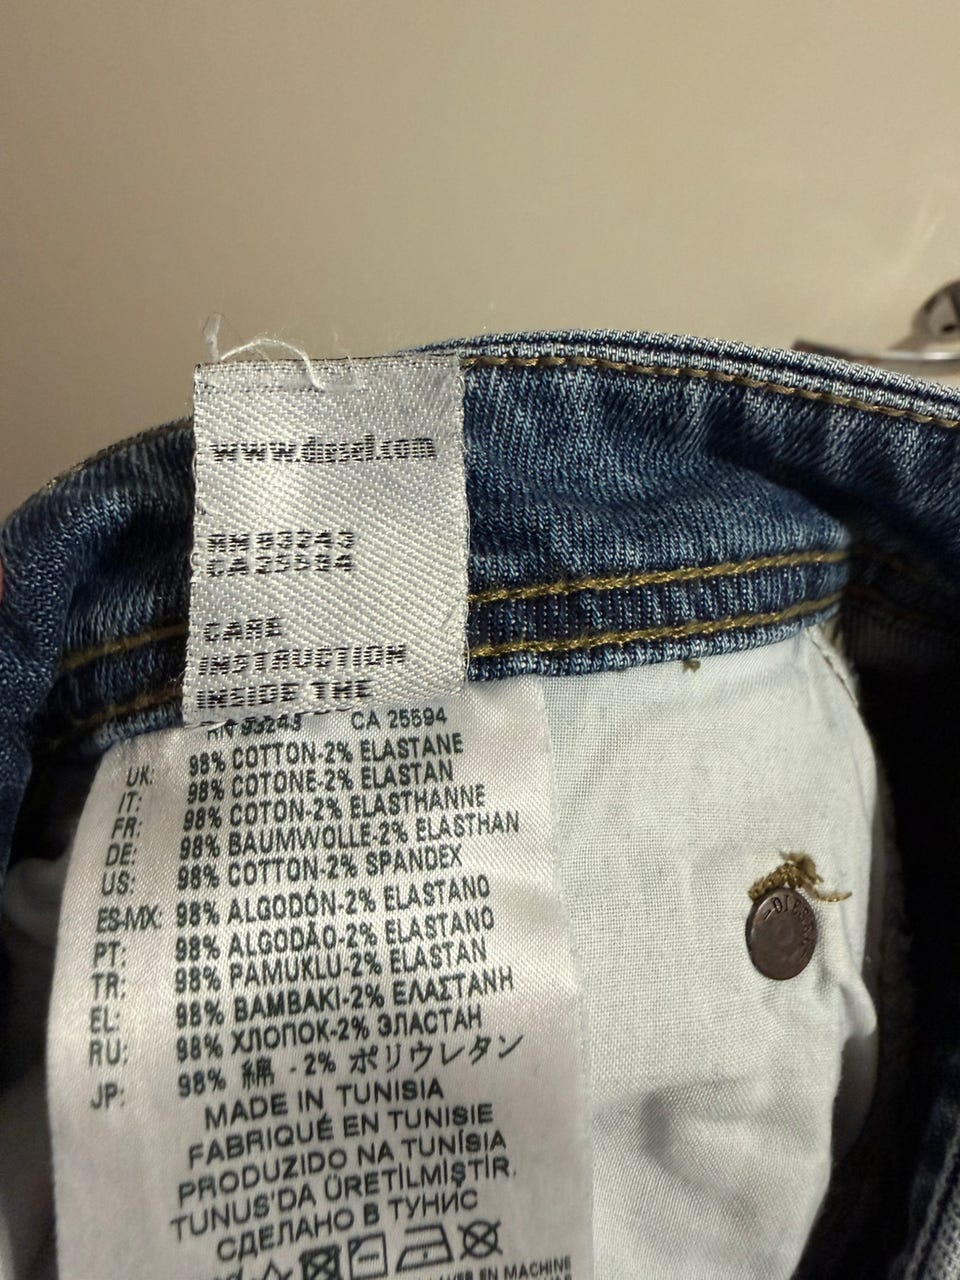 www.diesel.com
RN 93243
CA 25594
CARE
INSTRUCTION
INSIDE THE
RN 93243 CA 25594
UK: 98% COTTON-2% ELASTANE
IT: 98% COTONE-2% ELASTAN
FR: 98% COTON-2% ELASTHANNE
DE: 98% BAUMWOLLE-2% ELASTHAN
US: 98% COTTON-2% SPANDEX
ES-MX: 98% ALGODÓN-2% ELASTANO
PT: 98% ALGODÃO-2% ELASTANO
TR: 98% PAMUKLU-2% ELASTAN
EL: 98% BAMBAKI-2% ΕΛΑΣΤΑΝΗ
RU: 98% ХЛОПОК-2% ЭЛАСТАН
JP: 98% 綿 - 2% ポリウレタン
MADE IN TUNISIA
FABRIQUÉ EN TUNISIE
PRODUZIDO NA TUNÍSIA
TUNUS'DA ÜRETİLMİŞTİR.
СДЕЛАНО В ТУНИС
LAVER EN MACHINE
DIESEL